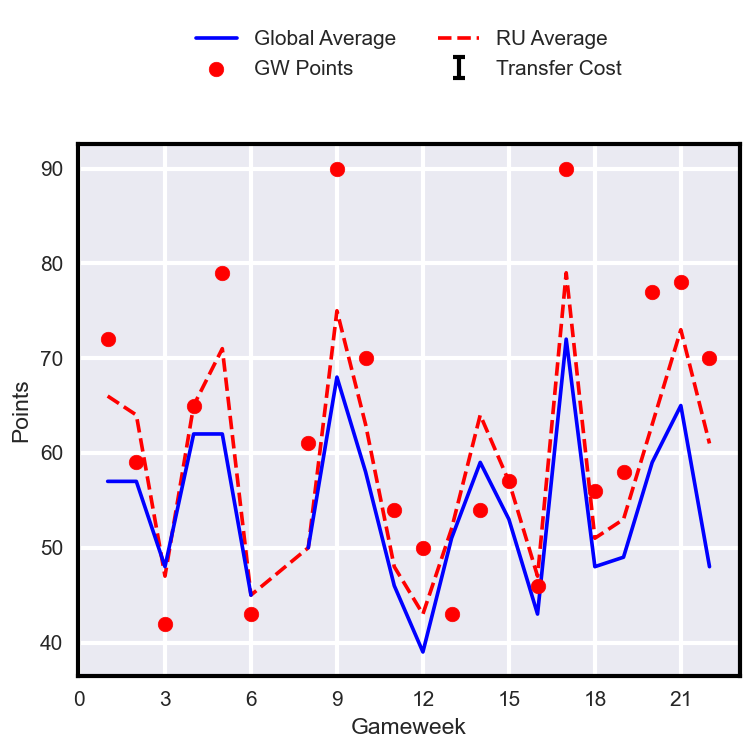 Global Average
RU Average
GW Points
Transfer Cost
90
80
70
60
50
40
Points
0 3 6 9 12 15 18 21
Gameweek